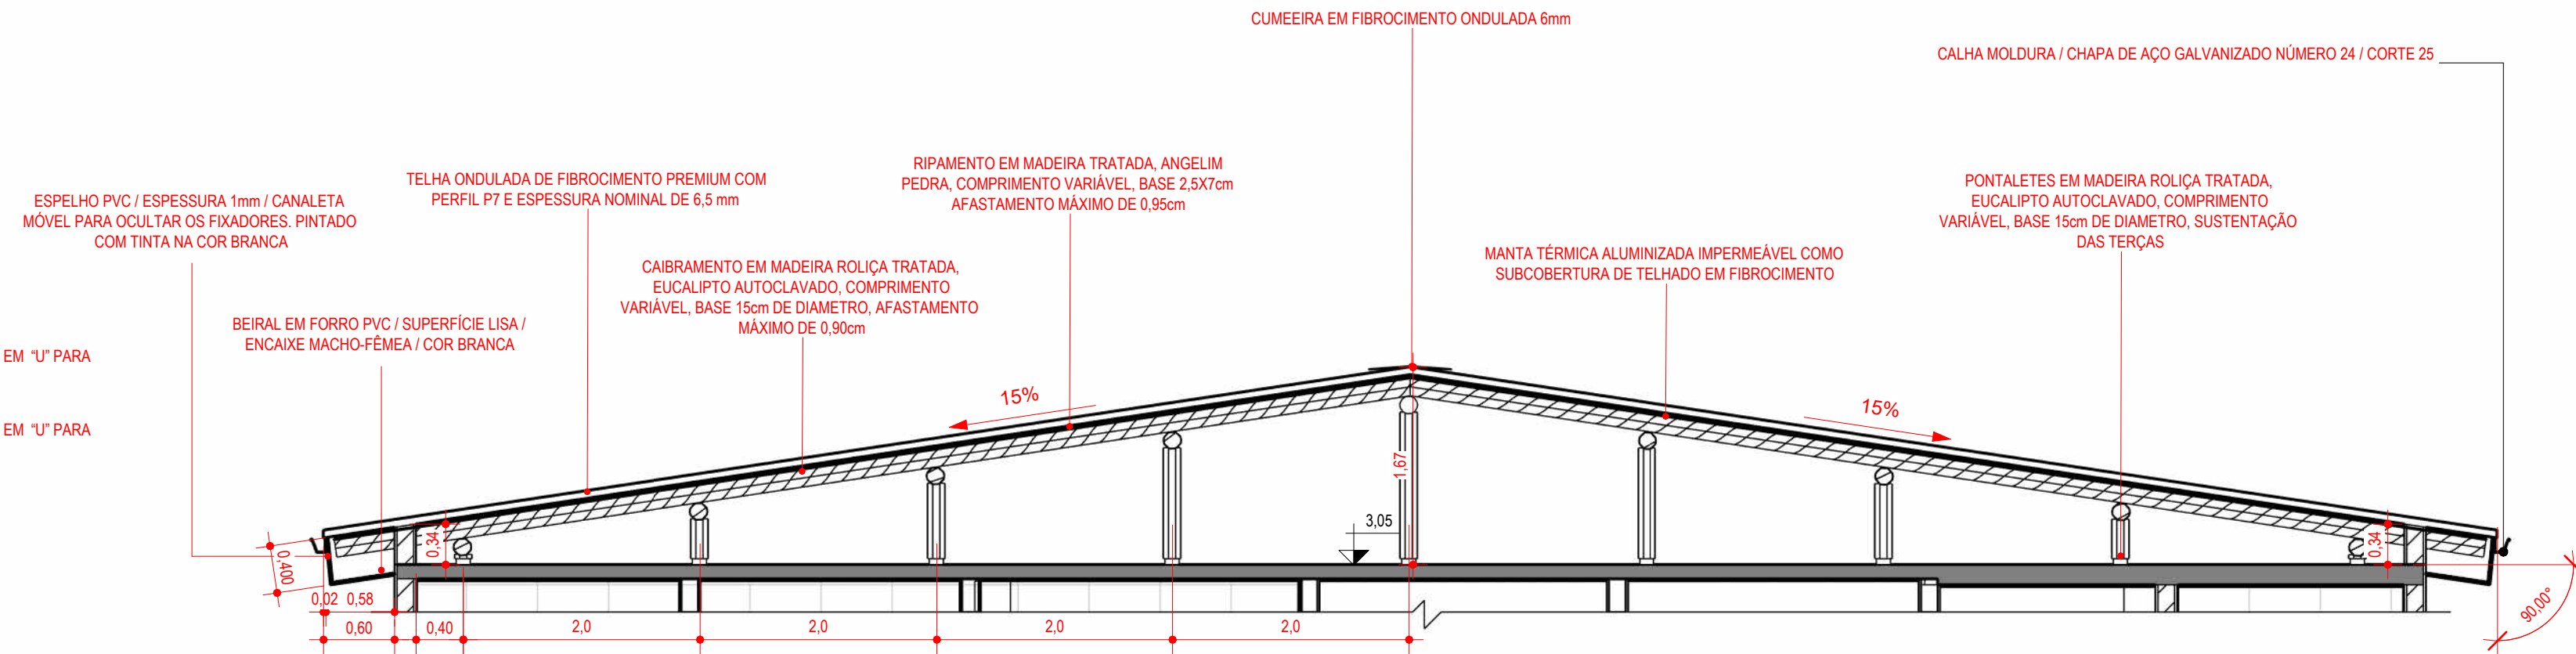 CUMEEIRA EM FIBROCIMENTO ONDULADA 6mm
CALHA MOLDURA / CHAPA DE AÇO GALVANIZADO NÚMERO 24 / CORTE 25
ESPELHO PVC / ESPESSURA 1mm / CANALETA
MÓVEL PARA OCULTAR OS FIXADORES. PINTADO
COM TINTA NA COR BRANCA
TELHA ONDULADA DE FIBROCIMENTO PREMIUM COM
PERFIL P7 E ESPESSURA NOMINAL DE 6,5 mm
RIPAMENTO EM MADEIRA TRATADA, ANGELIM
PEDRA, COMPRIMENTO VARIÁVEL, BASE 2,5X7cm
AFASTAMENTO MÁXIMO DE 0,95cm
PONTALETES EM MADEIRA ROLIÇA TRATADA,
EUCALIPTO AUTOCLAVADO, COMPRIMENTO
VARIÁVEL, BASE 15cm DE DIAMETRO, SUSTENTAÇÃO
DAS TERÇAS
CAIBRAMENTO EM MADEIRA ROLIÇA TRATADA,
EUCALIPTO AUTOCLAVADO, COMPRIMENTO
VARIÁVEL, BASE 15cm DE DIAMETRO, AFASTAMENTO
MÁXIMO DE 0,90cm
MANTA TÉRMICA ALUMINIZADA IMPERMEÁVEL COMO
SUBCOBERTURA DE TELHADO EM FIBROCIMENTO
BEIRAL EM FORRO PVC / SUPERFÍCIE LISA /
ENCAIXE MACHO-FÊMEA / COR BRANCA
EM “U” PARA
EM “U” PARA
15%
15%
1,67
3,05
0,34
0,34
0,400
0,02 0,58
0,60
0,40
2,0
2,0
2,0
2,0
90,00°